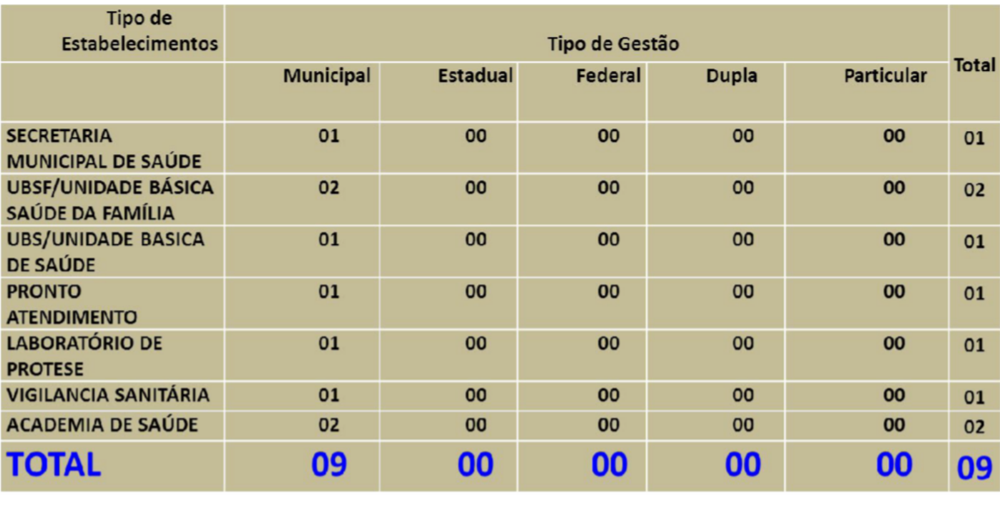 Tipo de
Estabelecimentos
Tipo de Gestão
Total
Municipal Estadual Federal Dupla Particular
SECRETARIA 01 00 00 00 00 01
MUNICIPAL DE SAÚDE
UBSF/UNIDADE BÁSICA 02 00 00 00 00 02
SAÚDE DA FAMÍLIA
UBS/UNIDADE BASICA 01 00 00 00 00 01
DE SAÚDE
PRONTO 01 00 00 00 00 01
ATENDIMENTO
LABORATÓRIO DE 01 00 00 00 00 01
PROTESE
VIGILANCIA SANITÁRIA 01 00 00 00 00 01
ACADEMIA DE SAÚDE 02 00 00 00 00 02
TOTAL 09 00 00 00 00 09